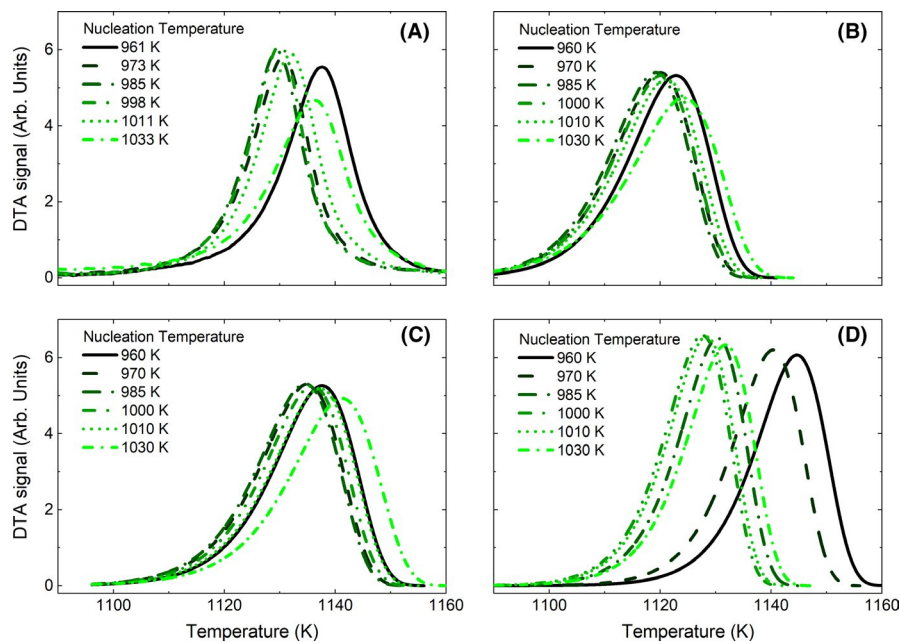 Nucleation Temperature
961 K
973 K
985 K
998 K
1011 K
1033 K
(A)
6
4
2
0
DTA signal (Arb. Units)
Nucleation Temperature
960 K
970 K
985 K
1000 K
1010 K
1030 K
(B)
Nucleation Temperature
960 K
970 K
985 K
1000 K
1010 K
1030 K
(C)
6
4
2
0
DTA signal (Arb. Units)
1100 1120 1140 1160
Temperature (K)
Nucleation Temperature
960 K
970 K
985 K
1000 K
1010 K
1030 K
(D)
1100 1120 1140 1160
Temperature (K)